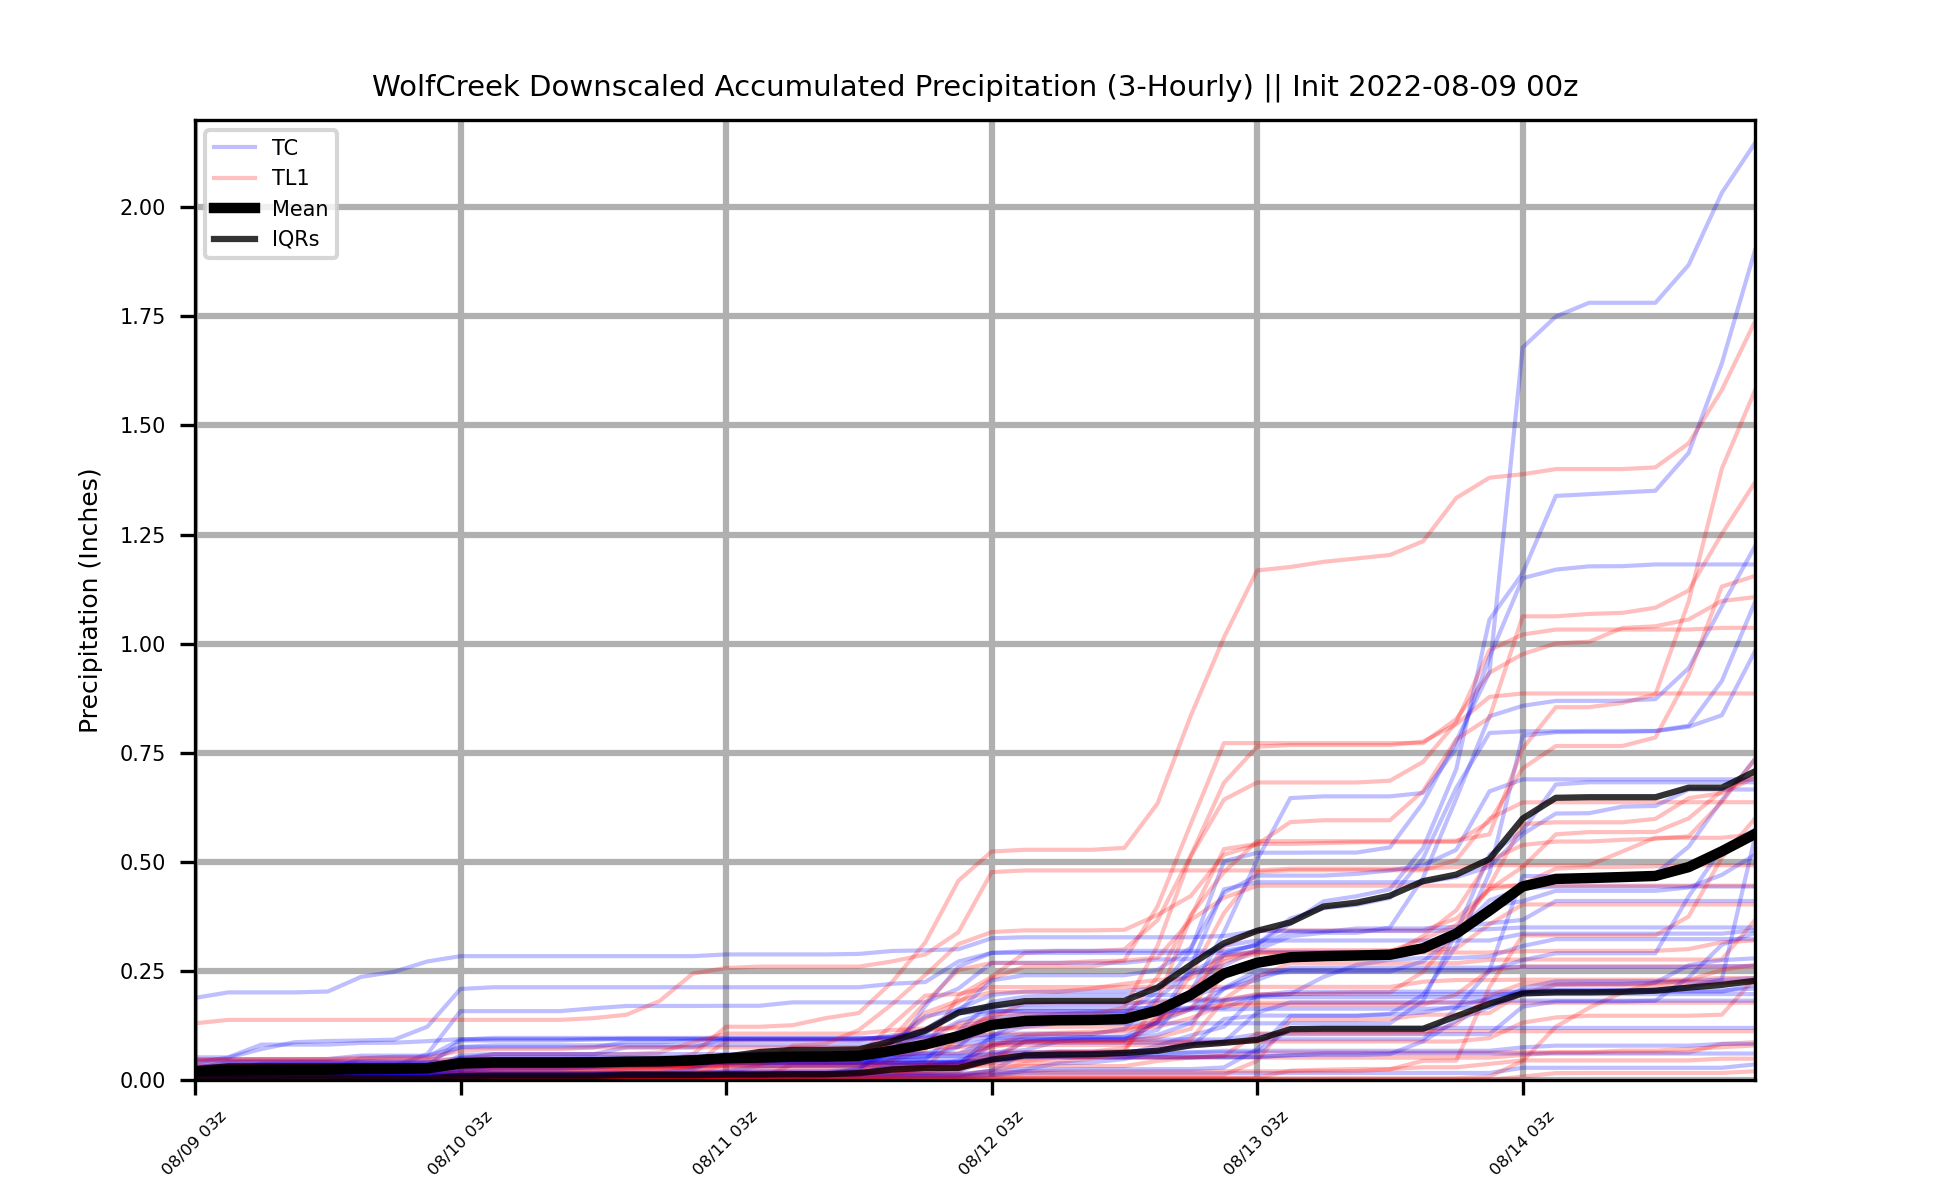 WolfCreek Downscaled Accumulated Precipitation (3-Hourly) || Init 2022-08-09 00z
TC
TL1
Mean
IQRs
Precipitation (Inches)
2.00
1.75
1.50
1.25
1.00
0.75
0.50
0.25
0.00
08/09 03z
08/10 03z
08/11 03z
08/12 03z
08/13 03z
08/14 03z